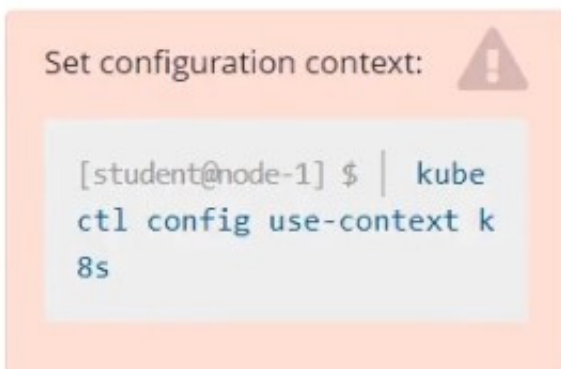 Set configuration context:
[student@node-1] $ | kube
ctl config use-context k
8s